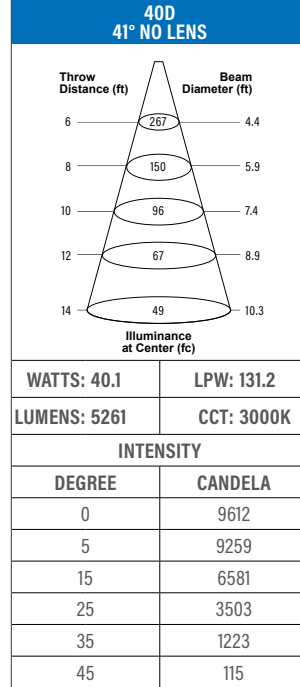 40D
41° NO LENS
Throw Beam
Distance (ft) Diameter (ft)
6 267 4.4
8 150 5.9
10 96 7.4
12 67 8.9
14 49 10.3
Illuminance
at Center (fc)
WATTS: 40.1 LPW: 131.2
LUMENS: 5261 CCT: 3000K
INTENSITY
DEGREE CANDELA
0 9612
5 9259
15 6581
25 3503
35 1223
45 115